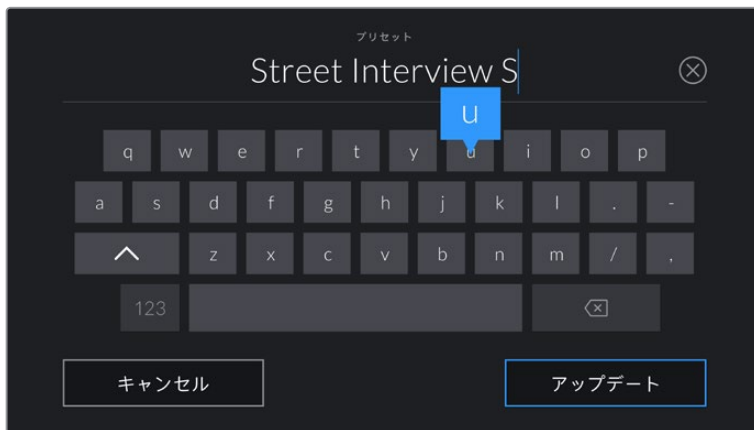 プリセット
Street Interview S
u
q w e r t y u i o p
a s d f g h j k l . -
z x c v b n m / ,
123
キャンセル アップデート